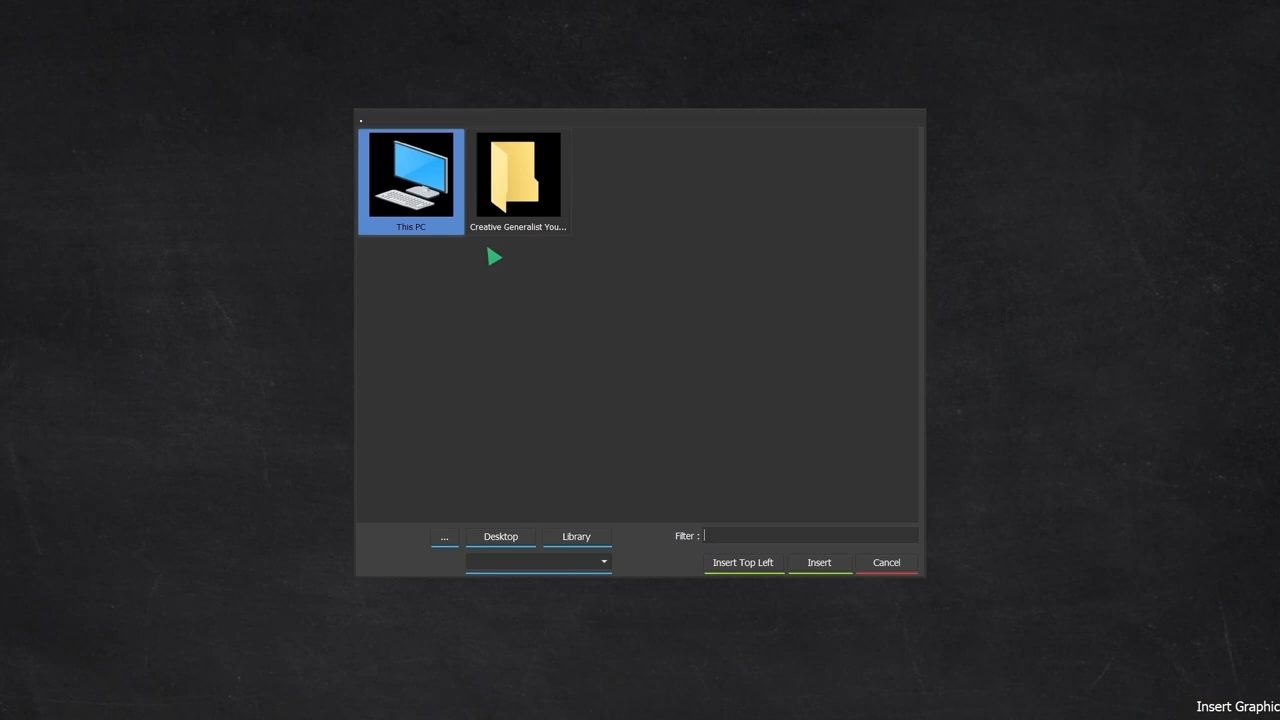 .
This PC
Creative Generalist You...
...
Desktop
Library
Filter :
Insert Top Left
Insert
Cancel
Insert Graphic